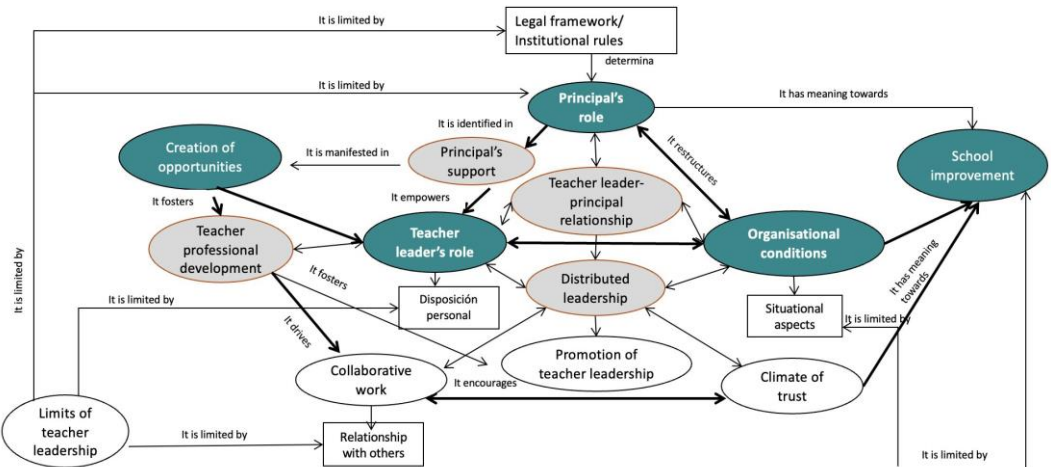 It is limited by
Legal framework/
Institutional rules
determina
It is limited by
Principal's
role
It has meaning towards
It is identified in
Creation of
opportunities
It is manifested in
Principal's
support
It restructures
School
improvement
It fosters
It empowers
Teacher leader-
principal
relationship
Teacher
professional
development
Teacher
leader's role
Organisational
conditions
It is limited by
It fosters
Distributed
leadership
It has meaning
towards
It is limited by
Disposición
personal
Situational
aspects
It is limited by
It drives
Collaborative
work
It encourages
Promotion of
teacher leadership
Climate of
trust
Limits of
teacher
leadership
It is limited by
Relationship
with others
It is limited by